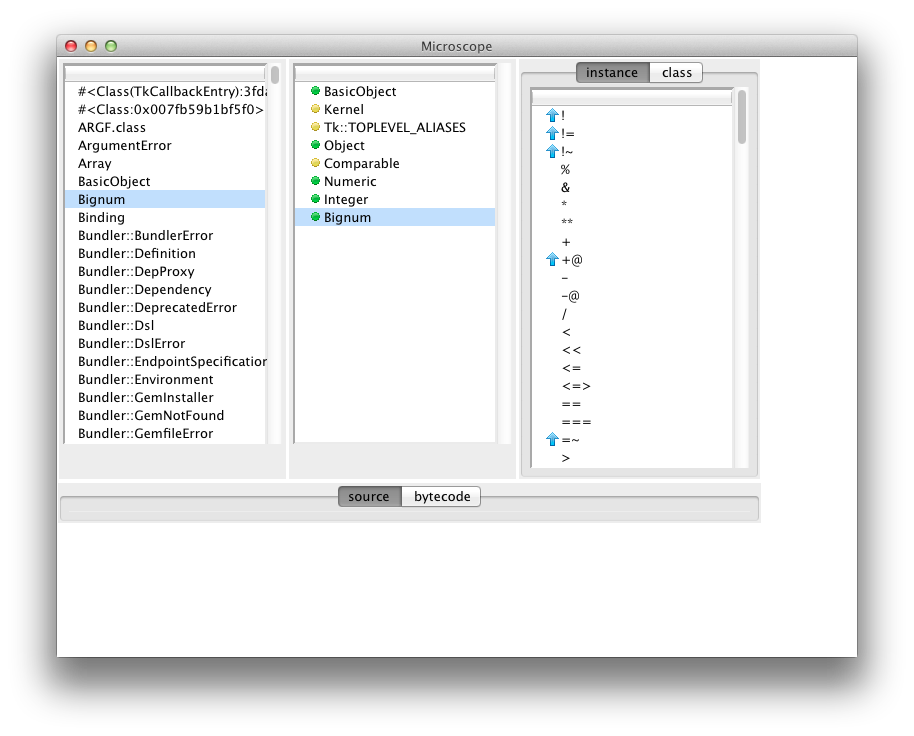 Microscope
#<Class(TkCallbackEntry):3fda
#<Class:0x007fb59b1bf5f0>
ARGF.class
ArgumentError
Array
BasicObject
Bignum
Binding
Bundler::BundlerError
Bundler::Definition
Bundler::DepProxy
Bundler::Dependency
Bundler::DeprecatedError
Bundler::Dsl
Bundler::DslError
Bundler::EndpointSpecification
Bundler::Environment
Bundler::GemInstaller
Bundler::GemNotFound
Bundler::GemfileError
BasicObject
Kernel
Tk::TOPLEVEL_ALIASES
Object
Comparable
Numeric
Integer
Bignum
instance class
!
!=
!~
%
&
*
**
+
+@
-
-@
/
<
<<
<=
<=>
==
===
=~
>
source bytecode